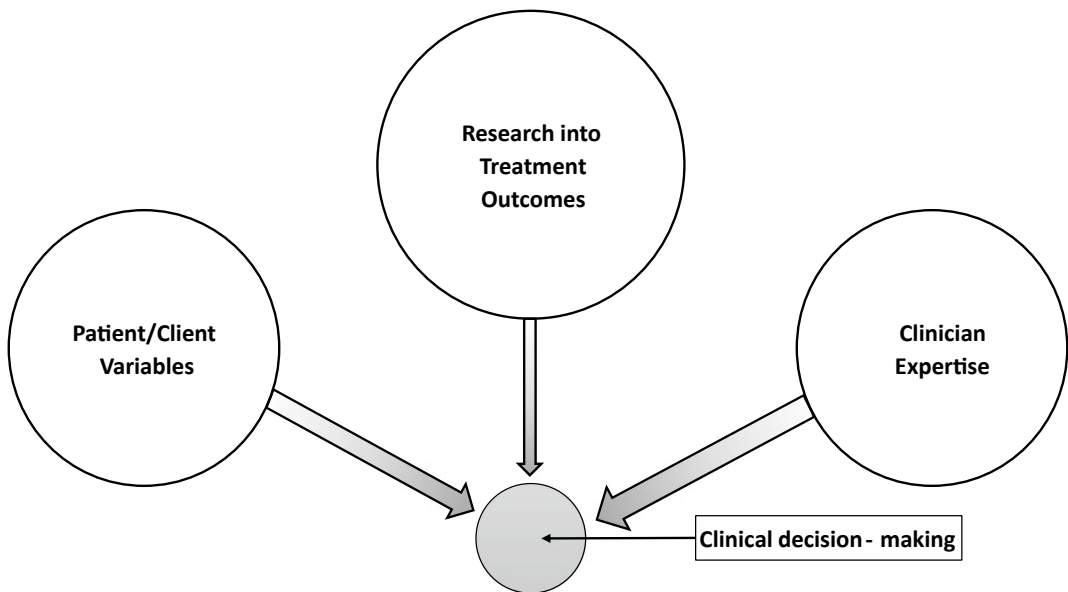 Research into
Treatment
Outcomes
Patient/Client
Variables
Clinician
Expertise
Clinical decision - making